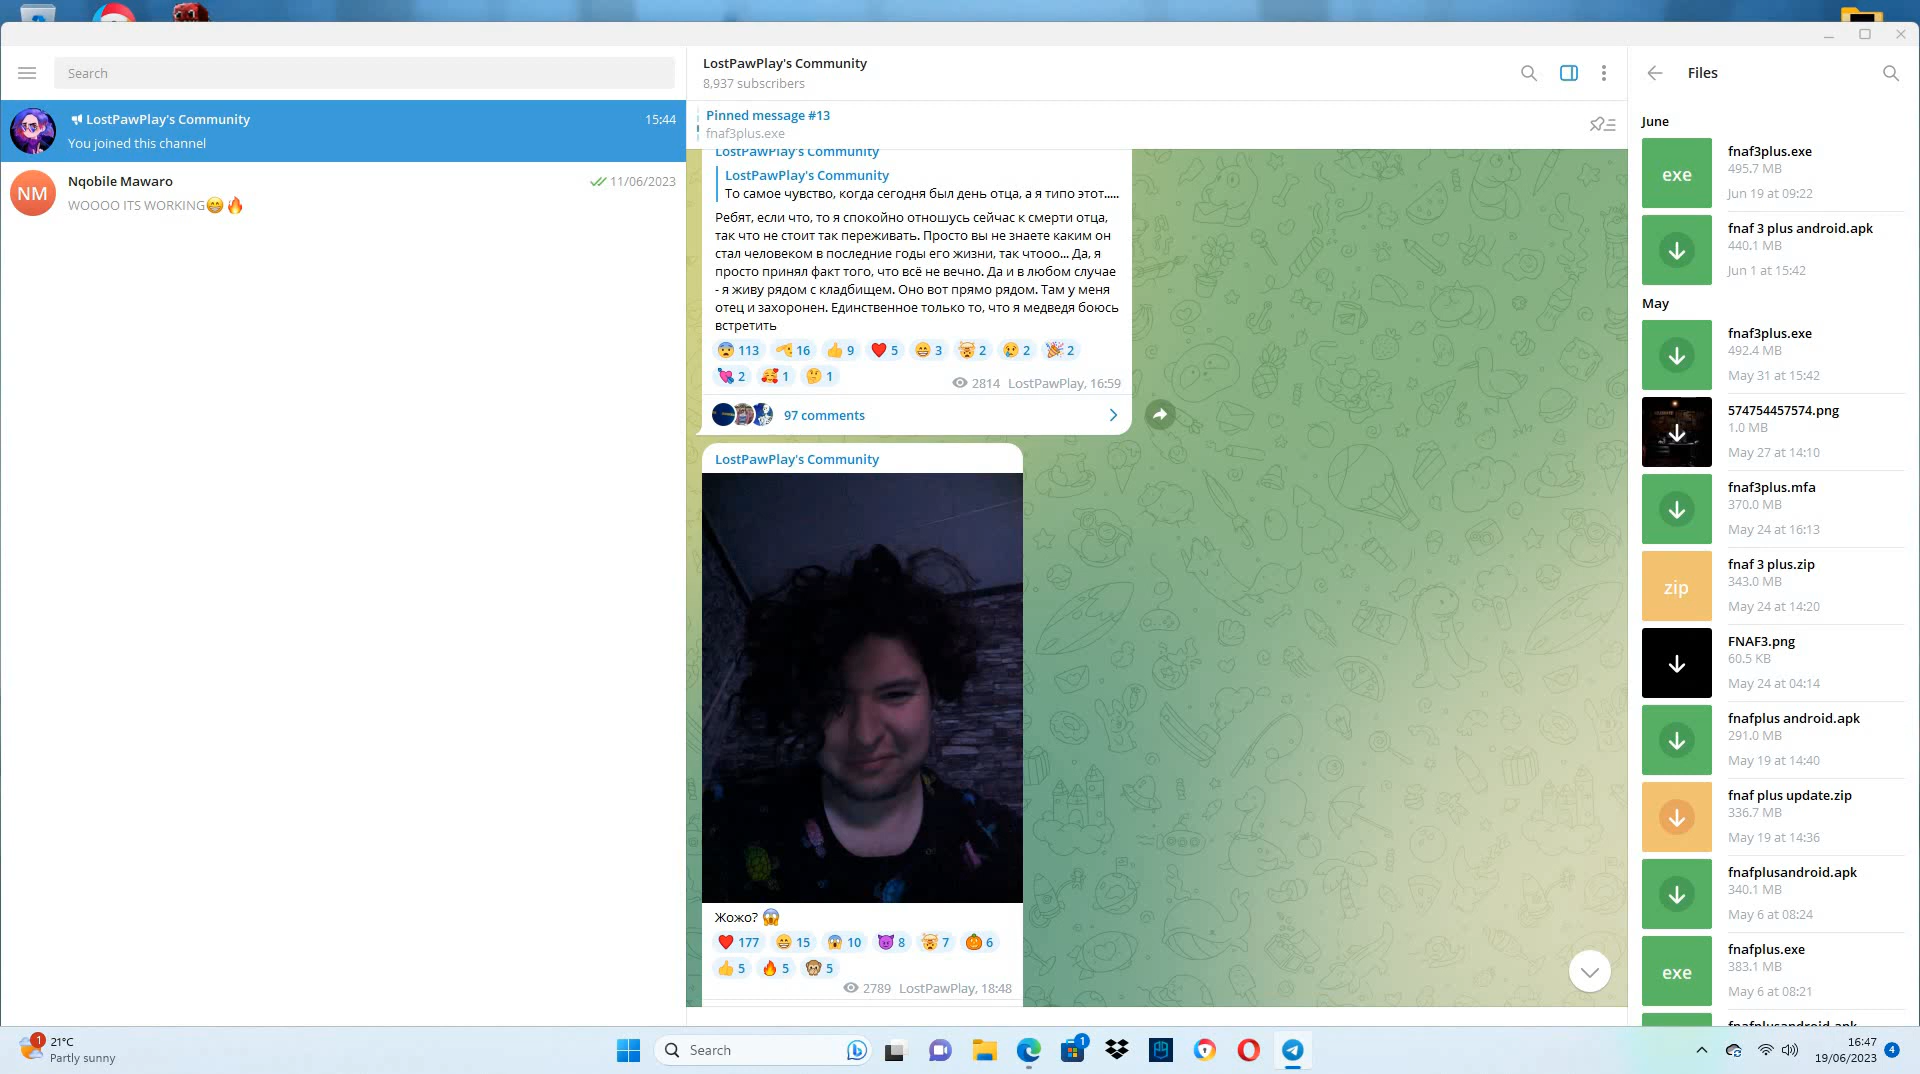 Search
LostPawPlay's Community
15:44
You joined this channel
NM
Nqobile Mawaro
11/06/2023
WOOOO ITS WORKING😁🔥
LostPawPlay's Community
8,937 subscribers
Pinned message #13
fnaf3plus.exe
LostPawPlay's Community
LostPawPlay's Community
То самое чувство, когда сегодня был день отца, а я типо этот.....
Ребят, если что, то я спокойно отношусь сейчас к смерти отца,
так что не стоит так переживать. Просто вы не знаете каким он
стал человеком в последние годы его жизни, так чтооо... Да, я
просто принял факт того, что всё не вечно. Да и в любом случае
- я живу рядом с кладбищем. Оно вот прямо рядом. Там у меня
отец и захоронен. Единственное только то, что я медведя боюсь
встретить
113 16 9 5 3 2 2 2
2 1 1
2814 LostPawPlay, 16:59
97 comments
LostPawPlay's Community
Жожо? 😱
177 15 10 8 7 6
5 5 5
2789 LostPawPlay, 18:48
Files
June
exe
fnaf3plus.exe
495.7 MB
Jun 19 at 09:22
fnaf 3 plus android.apk
440.1 MB
Jun 1 at 15:42
May
fnaf3plus.exe
492.4 MB
May 31 at 15:42
574754457574.png
1.0 MB
May 27 at 14:10
fnaf3plus.mfa
370.0 MB
May 24 at 16:13
zip
fnaf 3 plus.zip
343.0 MB
May 24 at 14:20
FNAF3.png
60.5 KB
May 24 at 04:14
fnafplus android.apk
291.0 MB
May 19 at 14:40
fnaf plus update.zip
336.7 MB
May 19 at 14:36
fnafplusandroid.apk
340.1 MB
May 6 at 08:24
exe
fnafplus.exe
383.1 MB
May 6 at 08:21
fnafplusandroid.apk
1
21°C
Partly sunny
Search
1
16:47
19/06/2023
4